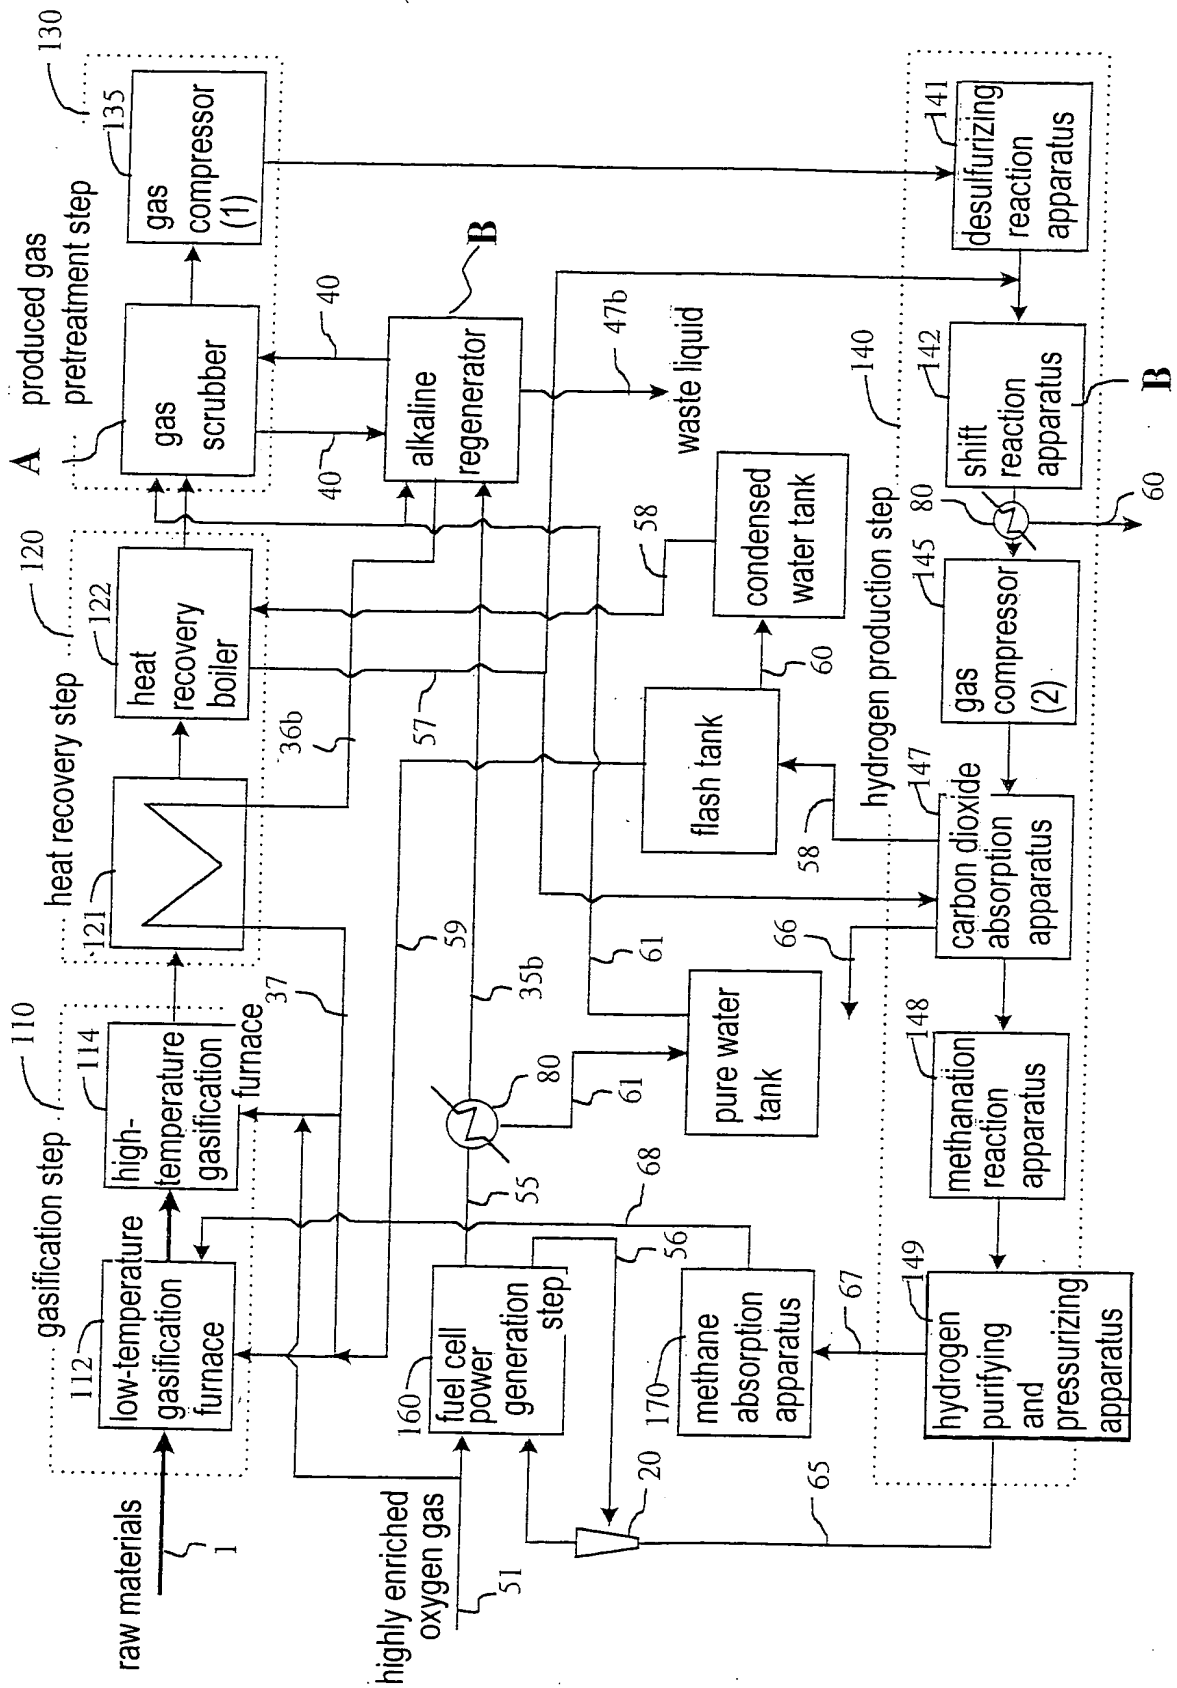 110
gasification step
112
low-temperature
gasification
furnace
114
high-
temperature
gasification
furnace
raw materials
1
120
heat recovery step
121
122
heat
recovery
boiler
130
produced gas
pretreatment step
A
gas
scrubber
135
gas
compressor
(1)
37
36b
40
40
alkaline
regenerator
B
47b
waste liquid
57
59
35b
80
55
61
61
58
60
condensed
water tank
flash tank
58
pure water
tank
highly enriched
oxygen gas
51
160
fuel cell
power
generation
step
56
68
20
65
170
methane
absorption
apparatus
67
66
140
hydrogen production step
141
desulfurizing
reaction
apparatus
142
shift
reaction
apparatus
B
80
60
145
gas
compressor
(2)
147
carbon dioxide
absorption
apparatus
148
methanation
reaction
apparatus
149
hydrogen
purifying
and
pressurizing
apparatus